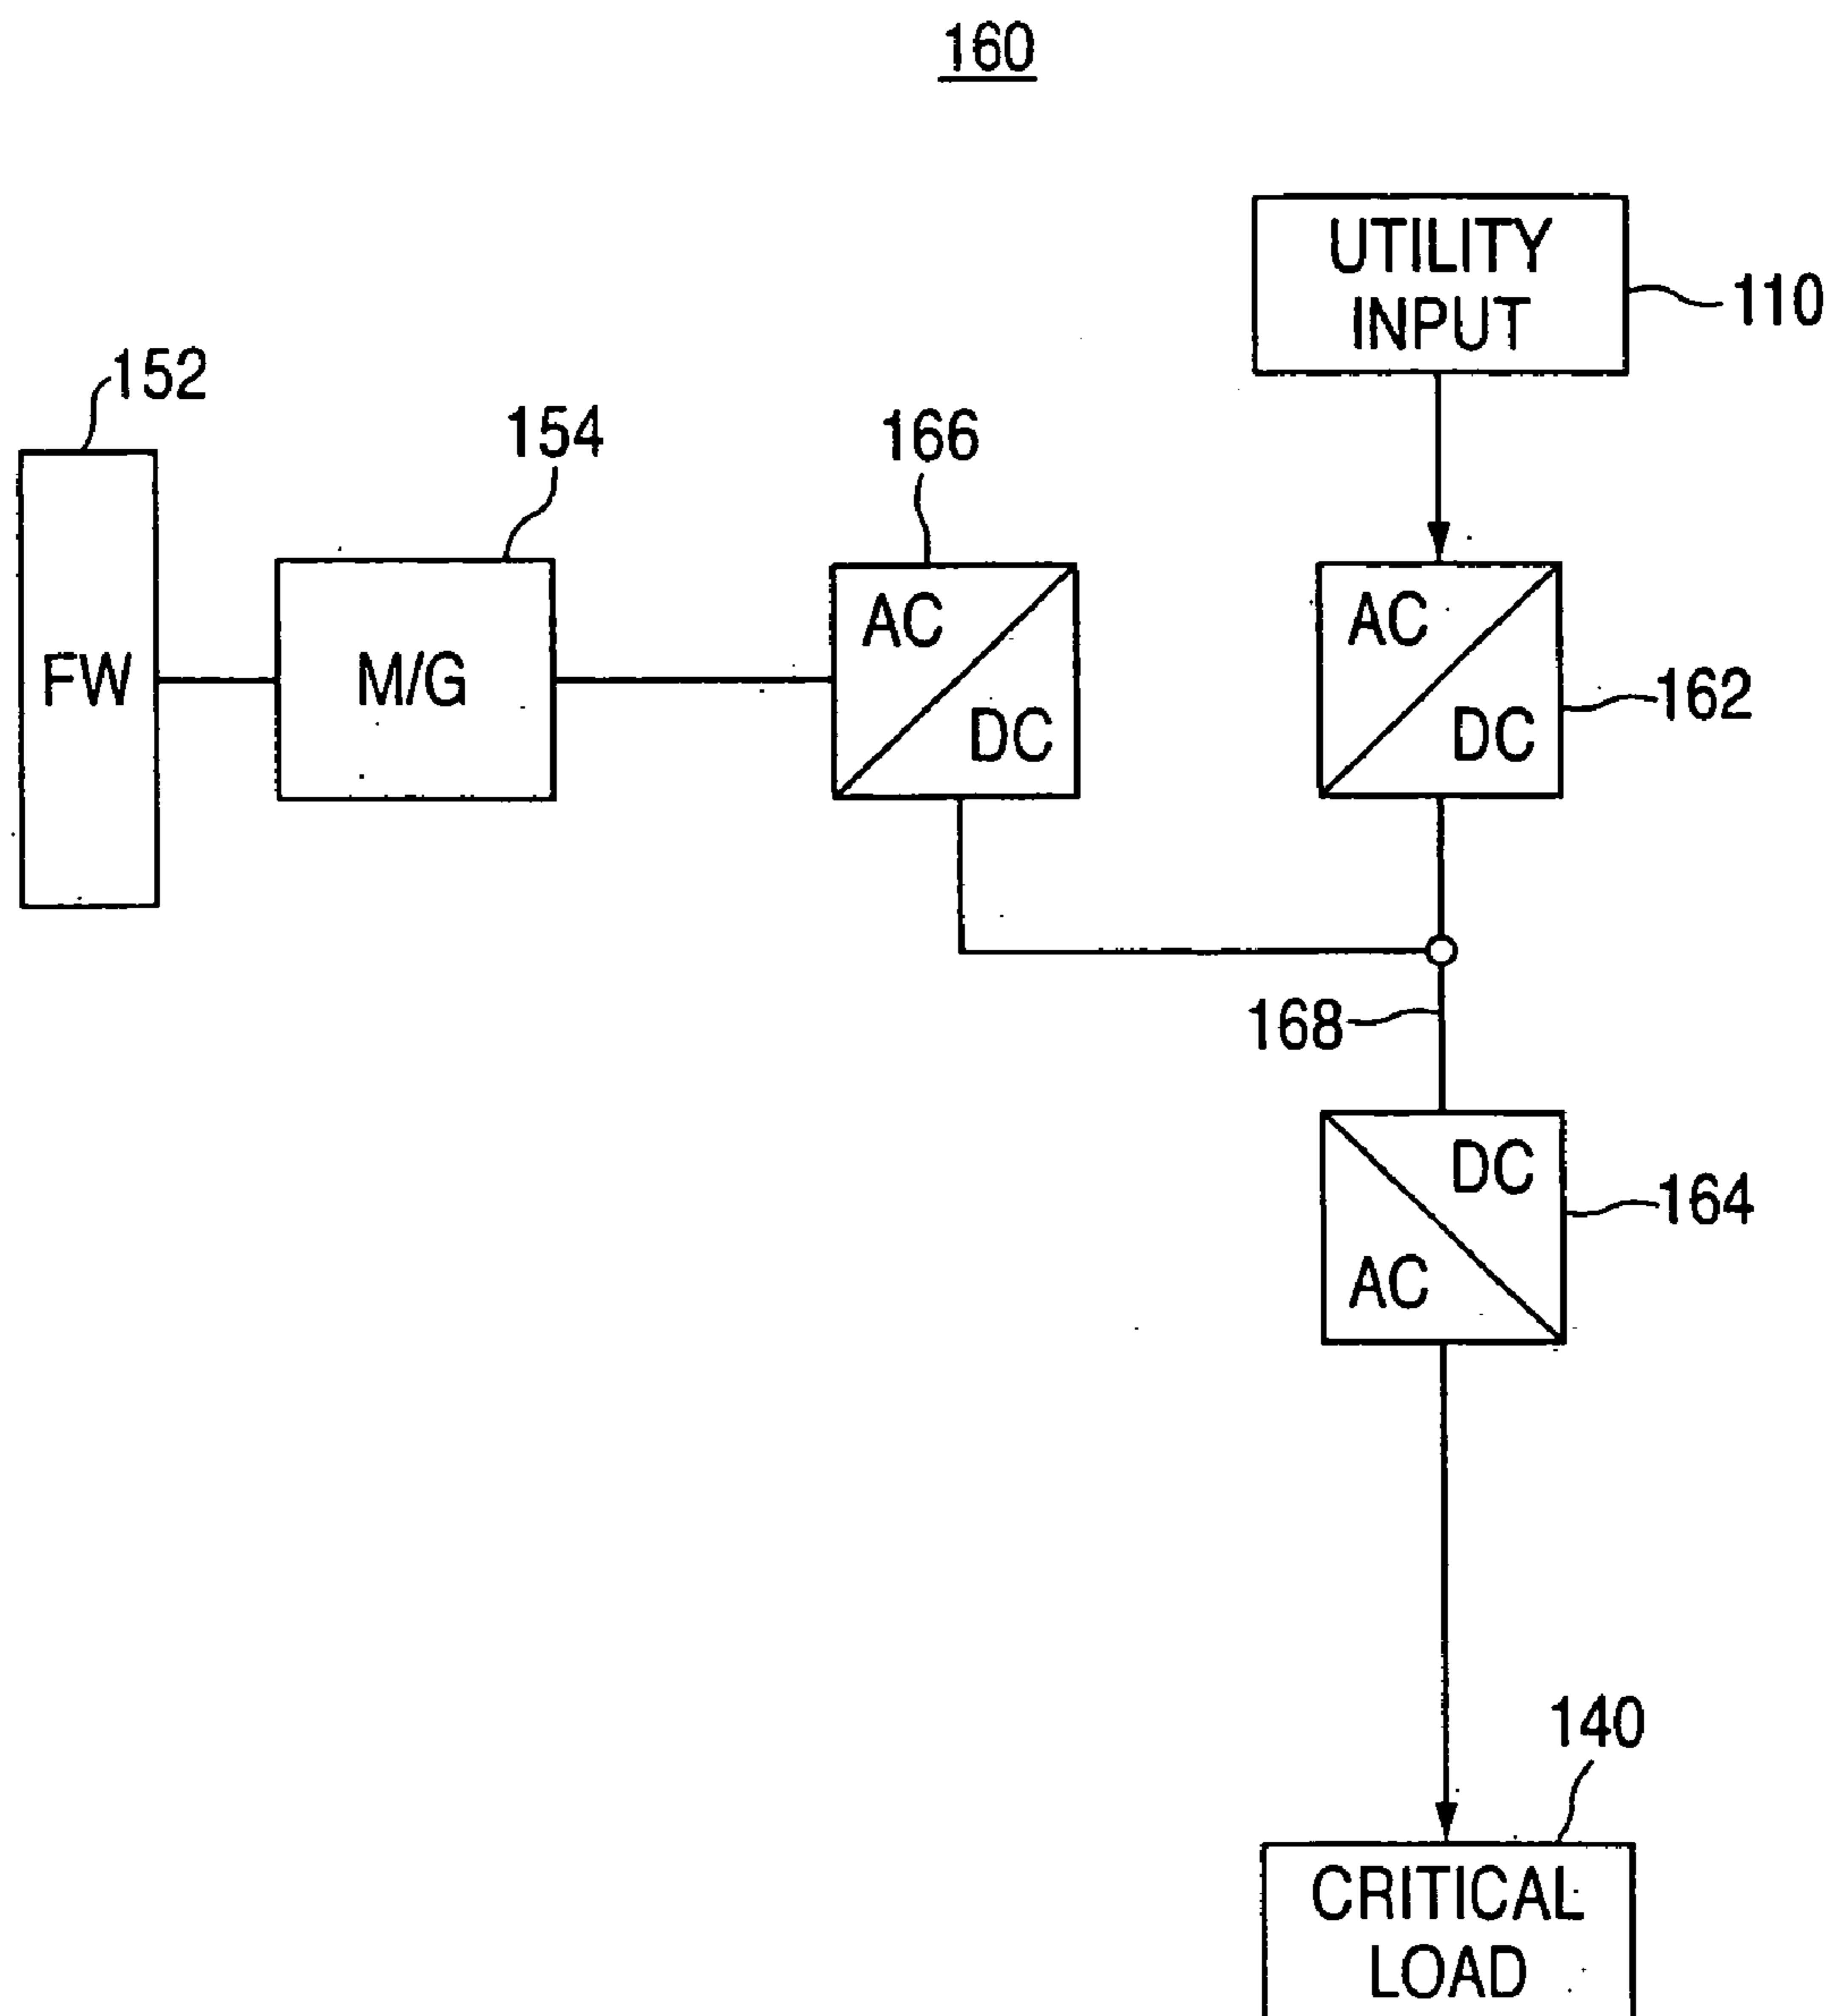 160
UTILITY
INPUT
110
152
154
166
FW
M/G
AC
DC
AC
DC
162
168
DC
AC
164
140
CRITICAL
LOAD